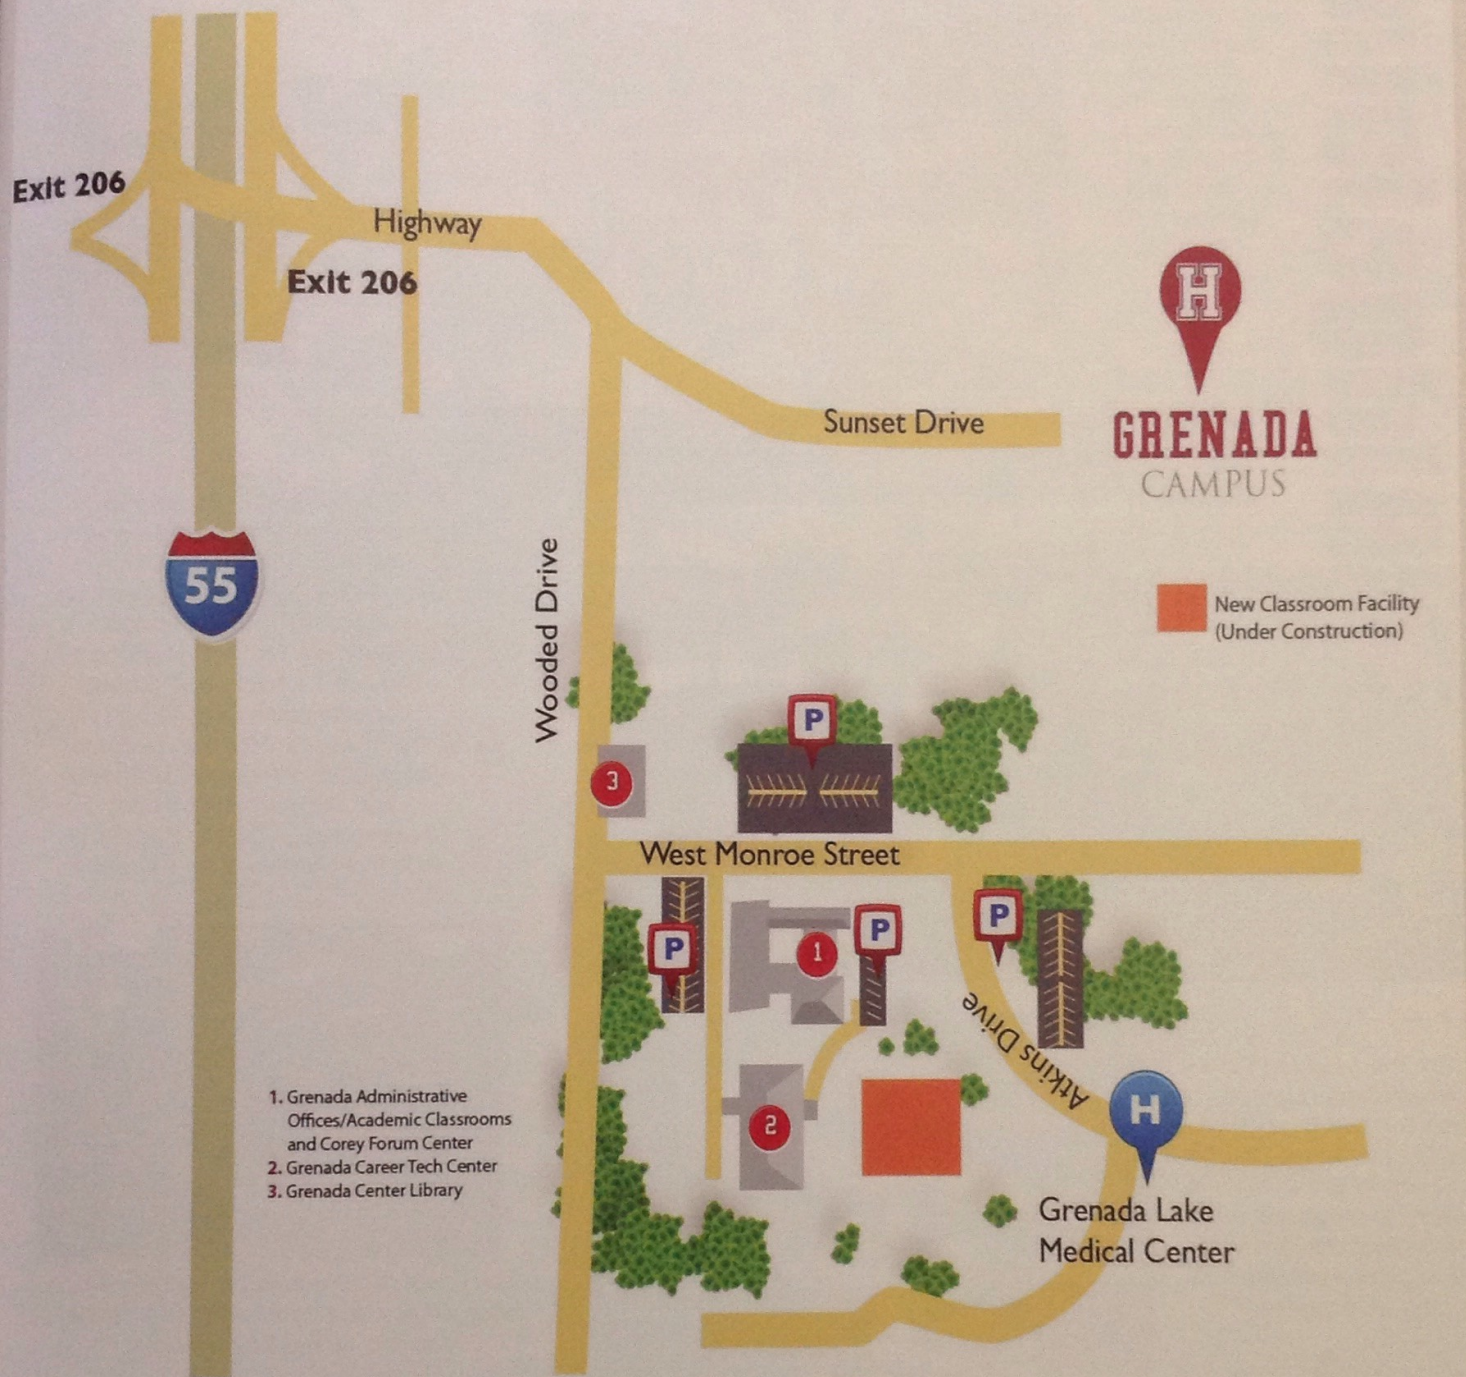 Exit 206
Highway
Exit 206
H
GRENADA
CAMPUS
Sunset Drive
55
Wooded Drive
New Classroom Facility
(Under Construction)
P
3
West Monroe Street
P
1
P
P
Atkins Drive
1. Grenada Administrative
Offices/Academic Classrooms
and Corey Forum Center
2. Grenada Career Tech Center
3. Grenada Center Library
2
H
Grenada Lake
Medical Center